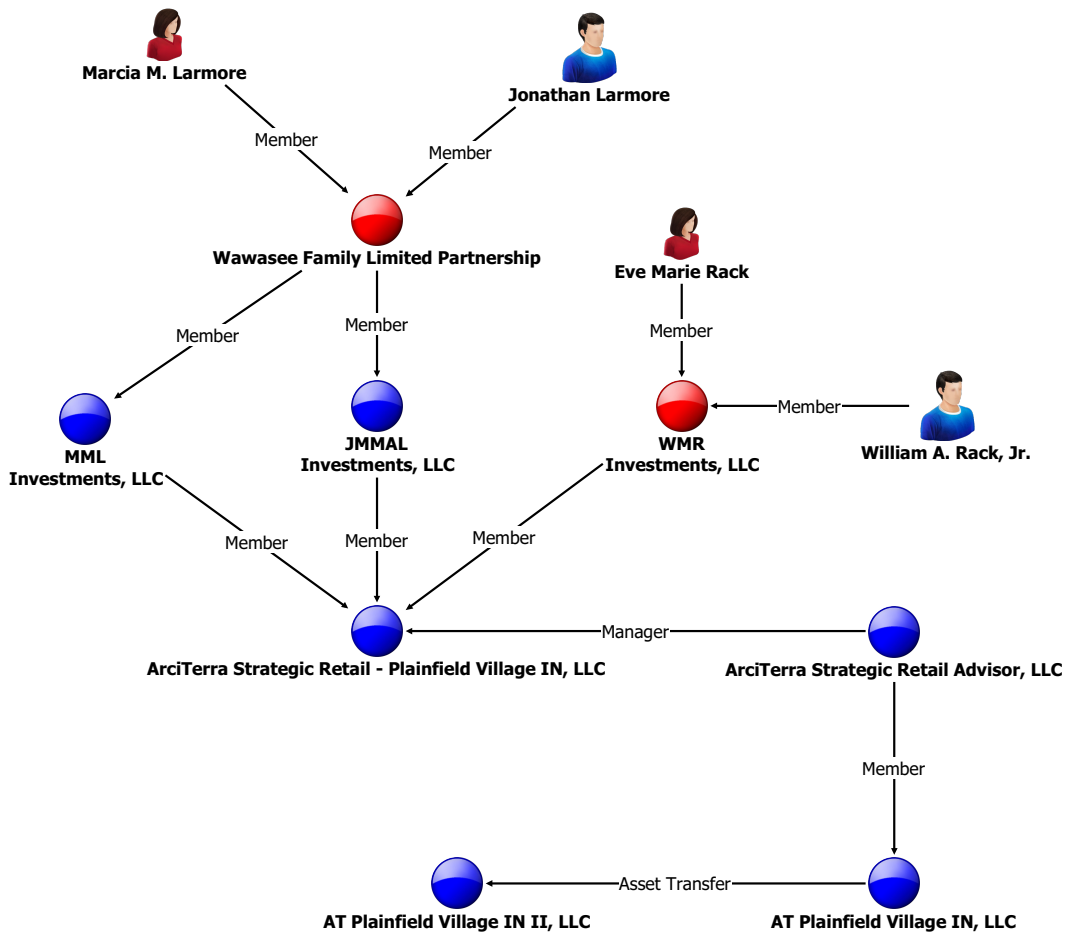 Marcia M. Larmore
Jonathan Larmore
Member
Member
Wawasee Family Limited Partnership
Eve Marie Rack
Member
Member
Member
MML
Investments, LLC
JMMAL
Investments, LLC
WMR
Investments, LLC
Member
William A. Rack, Jr.
Member
Member
Member
ArciTerra Strategic Retail - Plainfield Village IN, LLC
Manager
ArciTerra Strategic Retail Advisor, LLC
Member
AT Plainfield Village IN II, LLC
Asset Transfer
AT Plainfield Village IN, LLC